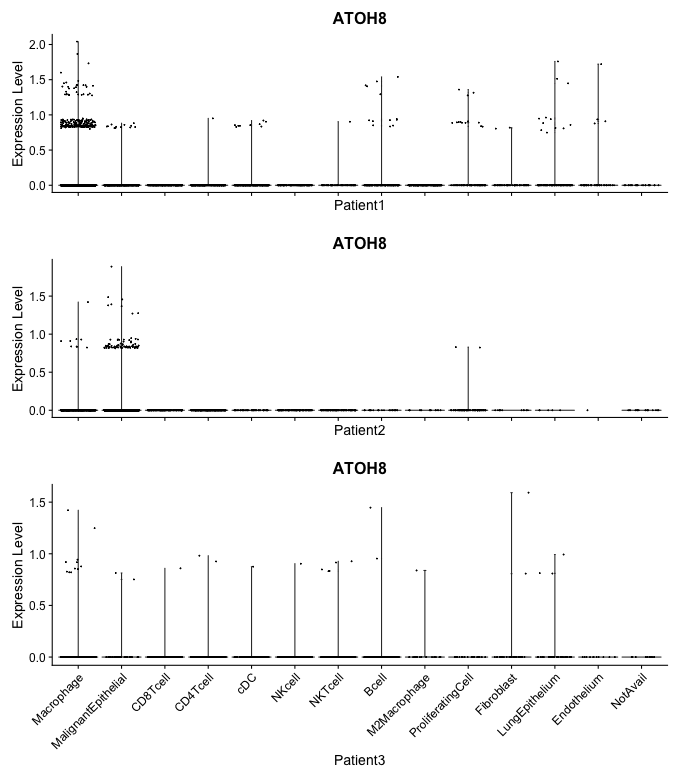 ATOH8
Expression Level
2.0
1.5
1.0
0.5
0.0
Patient1
ATOH8
Expression Level
1.5
1.0
0.5
0.0
Patient2
ATOH8
Expression Level
1.5
1.0
0.5
0.0
Macrophage
MalignantEpithelial
CD8Tcell
CD4Tcell
cDC
NKcell
NKTcell
Bcell
M2Macrophage
ProliferatingCell
Fibroblast
LungEpithelium
Endothelium
NotAvail
Patient3